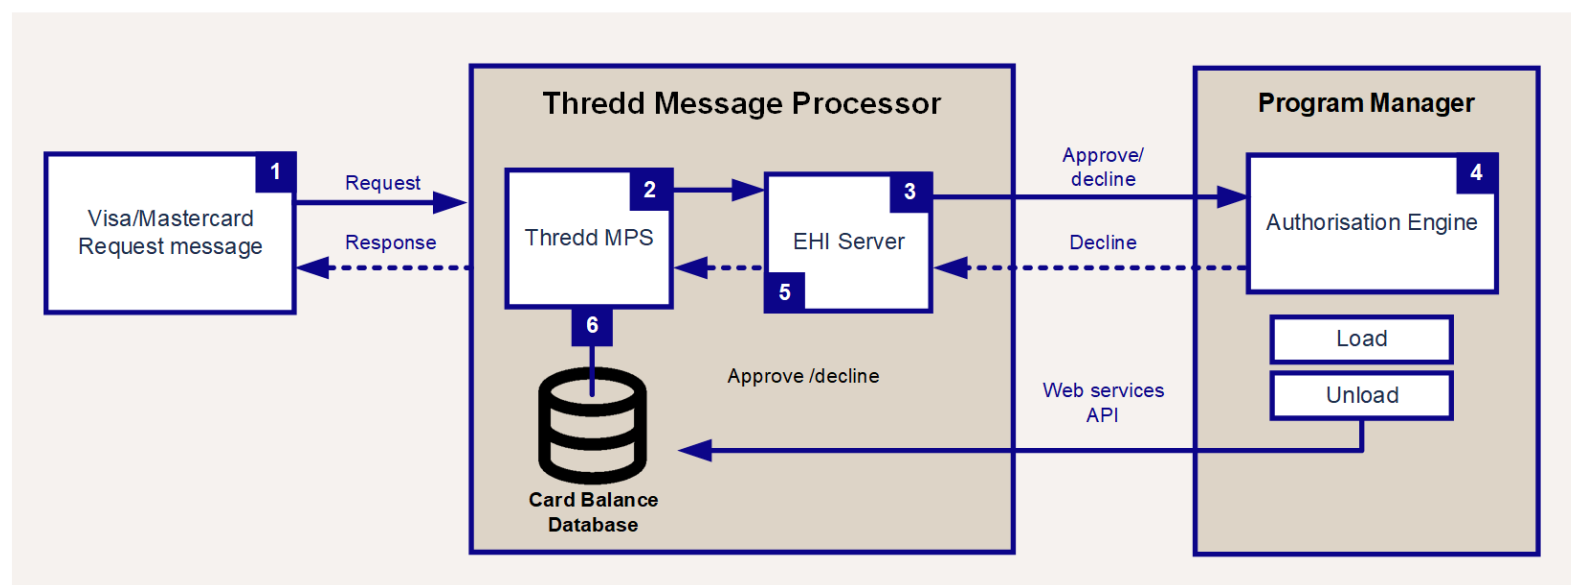 Thredd Message Processor
Program Manager
1
Visa/Mastercard
Request message
Request
Response
2
Thredd MPS
3
EHI Server
5
6
Approve/
decline
Decline
4
Authorisation Engine
Load
Unload
Approve /decline
Web services
API
Card Balance
Database